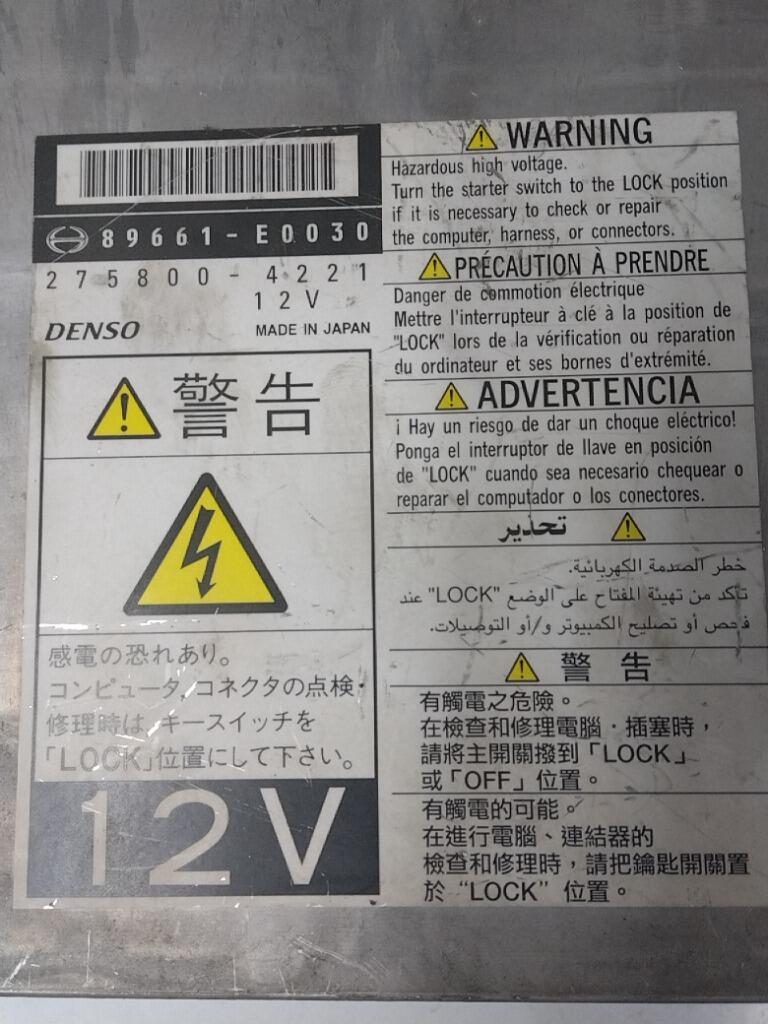 89661-E0030
275800-4221
12V
DENSO MADE IN JAPAN
警告
感電の恐れあり。
コンピュータ、コネクタの点検・
修理時は、キースイッチを
「LOCK」位置にして下さい。
12V
WARNING
Hazardous high voltage.
Turn the starter switch to the LOCK position
if it is necessary to check or repair
the computer, harness, or connectors.
PRÉCAUTION À PRENDRE
Danger de commotion électrique
Mettre l'interrupteur à clé à la position de
"LOCK" lors de la vérification ou réparation
du ordinateur et ses bornes d'extrémité.
ADVERTENCIA
¡ Hay un riesgo de dar un choque eléctrico!
Ponga el interruptor de llave en posición
de "LOCK" cuando sea necesario chequear o
reparar el computador o los conectores.
تحذير
خطر الصدمة الكهربائية.
تأكد من تهيئة المفتاح على الوضع "LOCK" عند
فحص أو تصليح الكمبيوتر و/أو التوصيلات.
警告
有觸電之危險。
在檢查和修理電腦・插塞時，
請將主開關撥到「LOCK」
或「OFF」位置。
有觸電的可能。
在進行電腦、連結器的
檢查和修理時，請把鑰匙開關置
於 "LOCK" 位置。